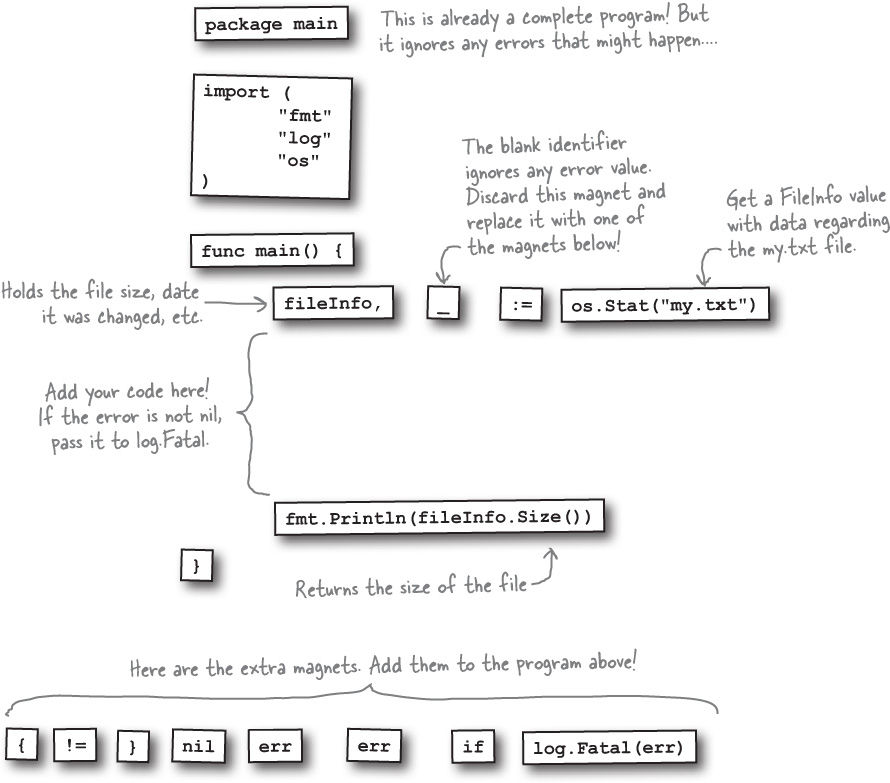 package main
This is already a complete program! But
it ignores any errors that might happen....
import (
"fmt"
"log"
"os"
)
The blank identifier
ignores any error value.
Discard this magnet and
replace it with one of
the magnets below!
Get a FileInfo value
with data regarding
the my.txt file.
func main() {
Holds the file size, date
it was changed, etc.
fileInfo, _ := os.Stat("my.txt")
Add your code here!
If the error is not nil,
pass it to log.Fatal.
fmt.Println(fileInfo.Size())
}
Returns the size of the file
Here are the extra magnets. Add them to the program above!
{ != } nil err err if log.Fatal(err)